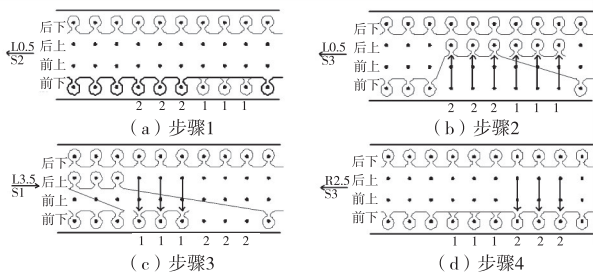 后下
后上
前上
前下
L0.5
S2
2 2 2 1 1 1
(a) 步骤1
后下
后上
前上
前下
L0.5
S3
2 2 2 1 1 1
(b) 步骤2
后下
后上
前上
前下
L3.5
S1
1 1 1 2 2 2
(c) 步骤3
后下
后上
前上
前下
R2.5
S3
1 1 1 2 2 2
(d) 步骤4